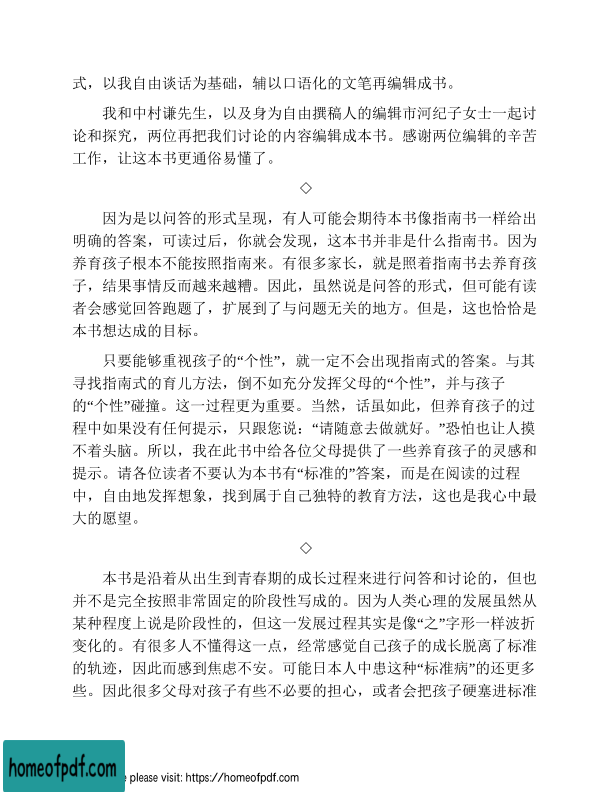 式，以我自由谈话为基础，辅以口语化的文笔再编辑成书。
我和中村谦先生，以及身为自由撰稿人的编辑市河纪子女士一起讨
论和探究，两位再把我们讨论的内容编辑成本书。感谢两位编辑的辛苦
工作，让这本书更通俗易懂了。
◇
因为是以问答的形式呈现，有人可能会期待本书像指南书一样给出
明确的答案，可读过后，你就会发现，这本书并非是什么指南书。因为
养育孩子根本不能按照指南来。有很多家长，就是照着指南书去养育孩
子，结果事情反而越来越糟。因此，虽然说是问答的形式，但可能有读
者会感觉回答跑题了，扩展到了与问题无关的地方。但是，这也恰恰是
本书想达成的目标。
只要能够重视孩子的“个性”，就一定不会出现指南式的答案。与其
寻找指南式的育儿方法，倒不如充分发挥父母的“个性”，并与孩子
的“个性”碰撞。这一过程更为重要。当然，话虽如此，但养育孩子的过
程中如果没有任何提示，只跟您说：“请随意去做就好。”恐怕也让人摸
不着头脑。所以，我在此书中给各位父母提供了一些养育孩子的灵感和
提示。请各位读者不要认为本书有“标准的”答案，而是在阅读的过程
中，自由地发挥想象，找到属于自己独特的教育方法，这也是我心中最
大的愿望。
◇
本书是沿着从出生到青春期的成长过程来进行问答和讨论的，但也
并不是完全按照非常固定的阶段性写成的。因为人类心理的发展虽然从
某种程度上说是阶段性的，但这一发展过程其实是像“之”字形一样波折
变化的。有很多人不懂得这一点，经常感觉自己孩子的成长脱离了标准
的轨迹，因此而感到焦虑不安。可能日本人中患这种“标准病”的还更多
些。因此很多父母对孩子有些不必要的担心，或者会把孩子硬塞进标准
homeofpdf.com
e please visit: https://homeofpdf.com